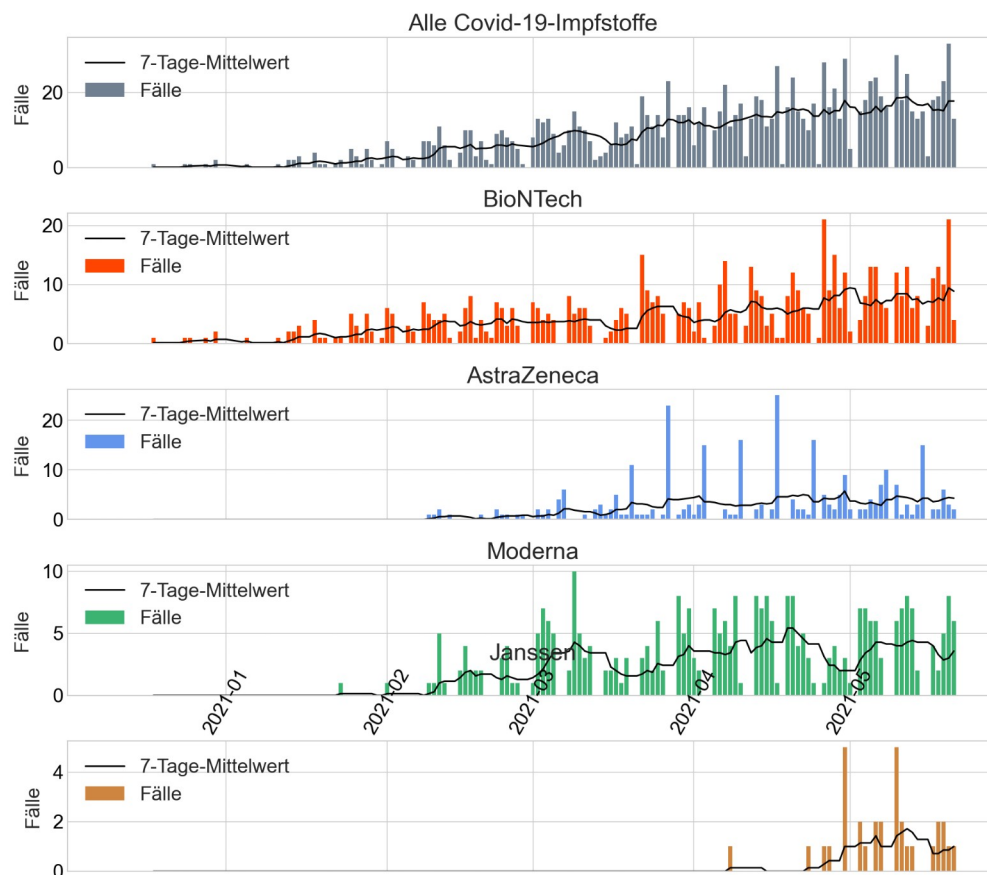 Alle Covid-19-Impfstoffe
Fälle
20
0
7-Tage-Mittelwert
Fälle
BioNTech
Fälle
20
10
0
7-Tage-Mittelwert
Fälle
AstraZeneca
Fälle
20
10
0
7-Tage-Mittelwert
Fälle
Moderna
Fälle
10
5
0
7-Tage-Mittelwert
Fälle
Janssen
2021-01
2021-02
2021-03
2021-04
2021-05
Fälle
4
2
0
7-Tage-Mittelwert
Fälle